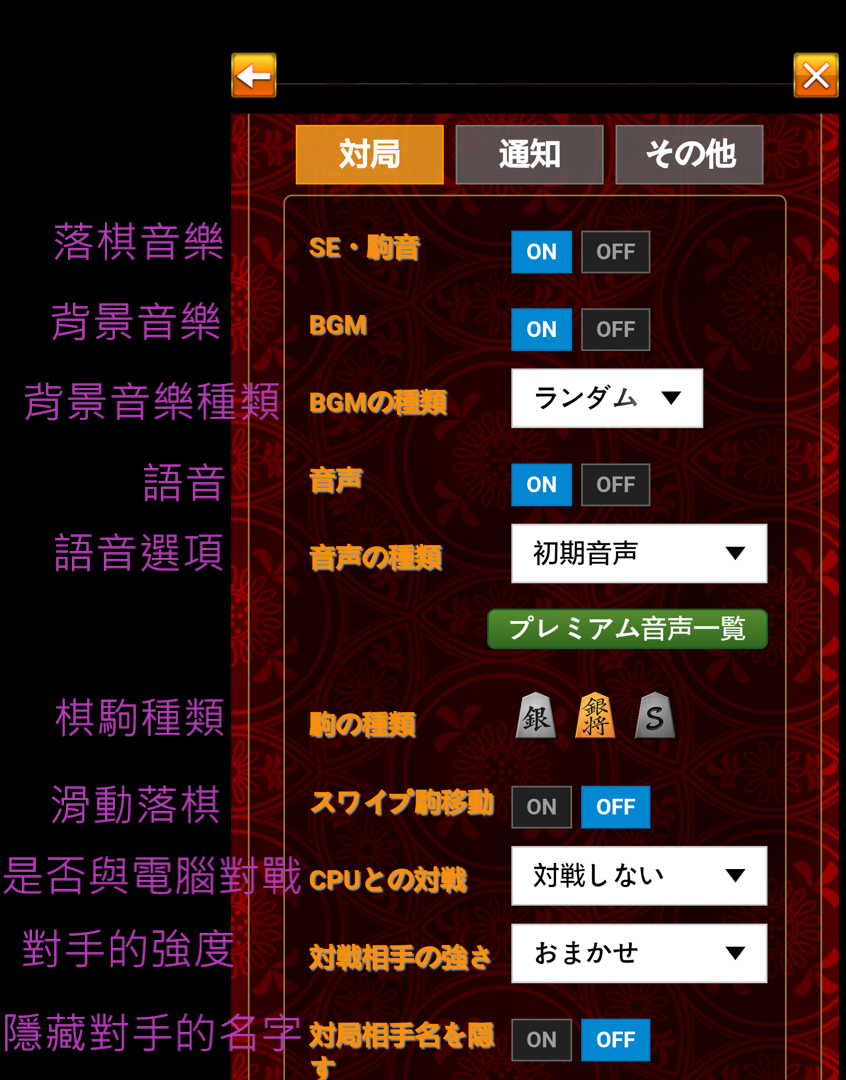 対局 通知 その他
落棋音樂 SE・駒音 ON OFF
背景音樂 BGM ON OFF
背景音樂種類 BGMの種類 ランダム
語音 音声 ON OFF
語音選項 音声の種類 初期音声
プレミアム音声一覧
棋駒種類 駒の種類 銀 銀将 S
滑動落棋 スワイプ駒移動 ON OFF
是否與電腦對戰 CPUとの対戦 対戦しない
對手的強度 対戦相手の強さ おまかせ
隱藏對手的名字 対局相手名を隠 ON OFF
す